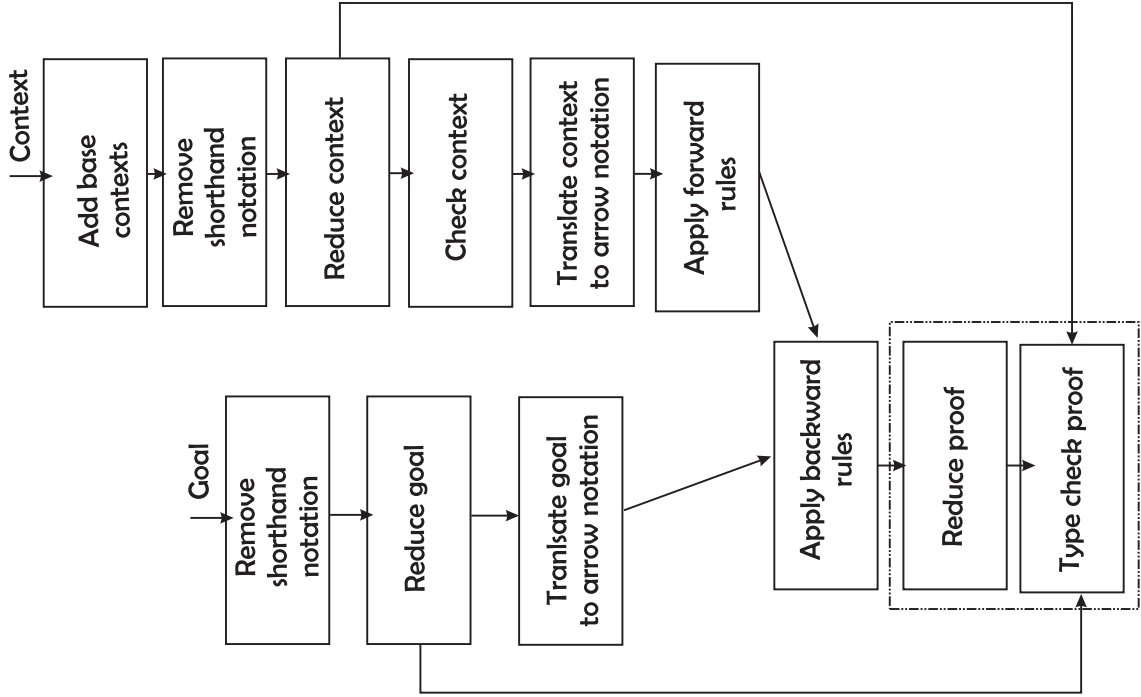 Context
Add base
contexts
Remove
shorthand
notation
Reduce context
Check context
Translate context
to arrow notation
Apply forward
rules
Goal
Remove
shorthand
notation
Reduce goal
Tranlsate goal
to arrow notation
Apply backward
rules
Reduce proof
Type check proof